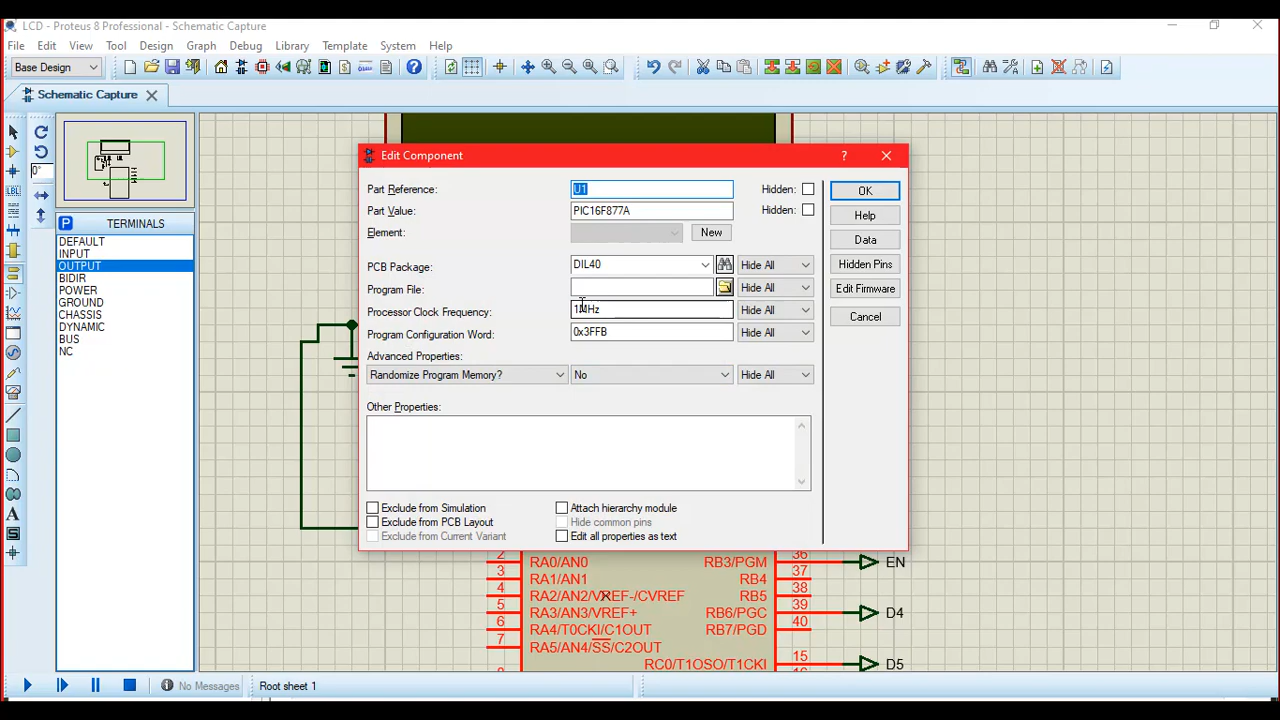 LCD - Proteus 8 Professional - Schematic Capture
File Edit View Tool Design Graph Debug Library Template System Help
Base Design
Schematic Capture
Edit Component
Part Reference: U1 Hidden: OK
Part Value: PIC16F877A Hidden: Help
Element: New Data
PCB Package: DIL40 Hide All Hidden Pins
Program File: Hide All Edit Firmware
Processor Clock Frequency: 1MHz Hide All Cancel
Program Configuration Word: 0x3FFB Hide All
Advanced Properties:
Randomize Program Memory? No Hide All
Other Properties:
Exclude from Simulation Attach hierarchy module
Exclude from PCB Layout Hide common pins
Exclude from Current Variant Edit all properties as text
0°
LBL
P TERMINALS
DEFAULT
INPUT
OUTPUT
BIDIR
POWER
GROUND
CHASSIS
DYNAMIC
BUS
NC
A
S
2 RA0/AN0 RB3/PGM 36 EN
3 RA1/AN1 RB4 37
4 RA2/AN2/VREF-/CVREF RB5 38
5 RA3/AN3/VREF+ RB6/PGC 39 D4
6 RA4/T0CKI/C1OUT RB7/PGD 40
7 RA5/AN4/SS/C2OUT
RC0/T1OSO/T1CKI 15 D5
No Messages Root sheet 1